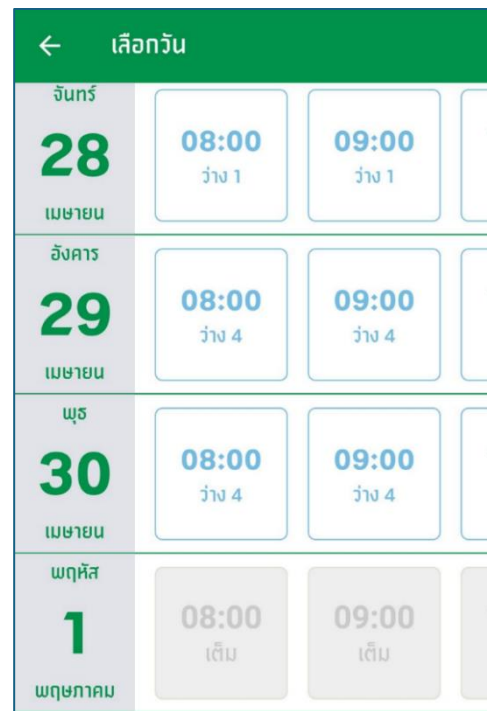 ← เลือกวัน
จันทร์
28
เมษายน
08:00
ว่าง 1
09:00
ว่าง 1
อังคาร
29
เมษายน
08:00
ว่าง 4
09:00
ว่าง 4
พุธ
30
เมษายน
08:00
ว่าง 4
09:00
ว่าง 4
พฤหัส
1
พฤษภาคม
08:00
เต็ม
09:00
เต็ม